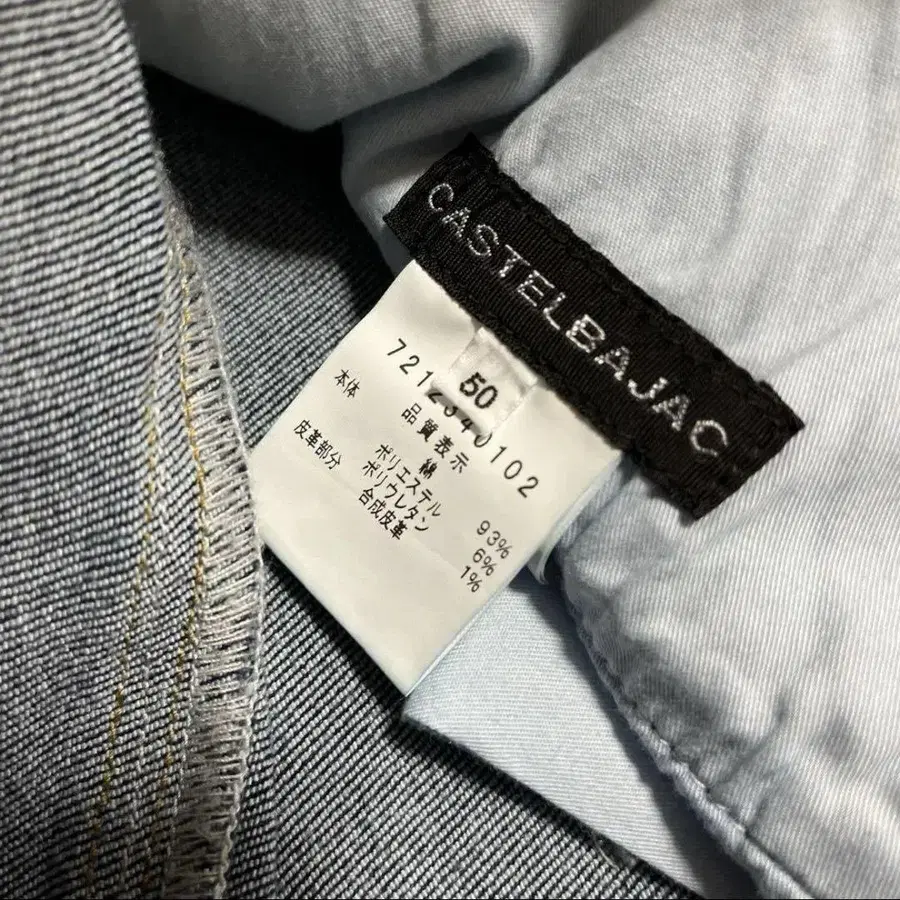 CASTELBAJAC
50
7212340102
品質表示
本体
綿 93%
ポリエステル 6%
ポリウレタン 1%
皮革部分 合成皮革